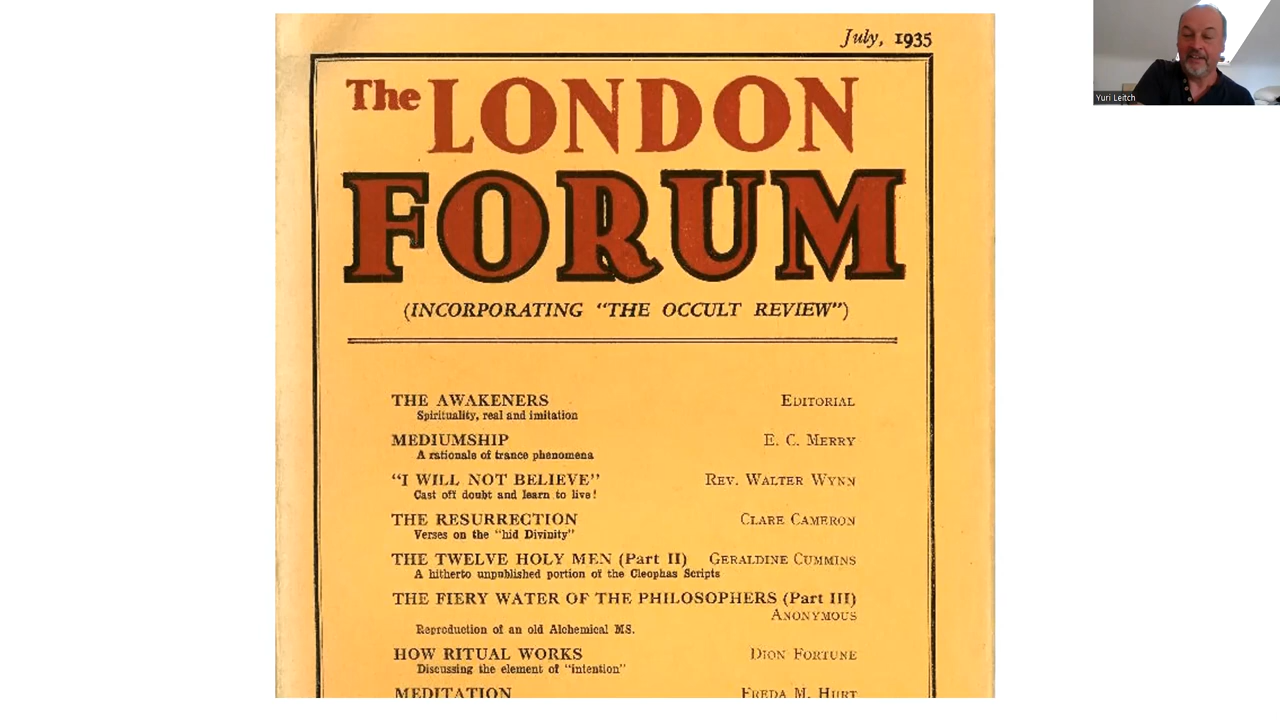 July, 1935
The LONDON
FORUM
(INCORPORATING "THE OCCULT REVIEW")
THE AWAKENERS EDITORIAL
Spirituality, real and imitation
MEDIUMSHIP E. C. MERRY
A rationale of trance phenomena
"I WILL NOT BELIEVE" REV. WALTER WYNN
Cast off doubt and learn to live!
THE RESURRECTION CLARE CAMERON
Verses on the "hid Divinity"
THE TWELVE HOLY MEN (Part II) GERALDINE CUMMINS
A hitherto unpublished portion of the Cleophas Scripts
THE FIERY WATER OF THE PHILOSOPHERS (Part III)
ANONYMOUS
Reproduction of an old Alchemical MS.
HOW RITUAL WORKS DION FORTUNE
Discussing the element of "intention"
MEDITATION FREDA M. HURT
Yuri Leitch